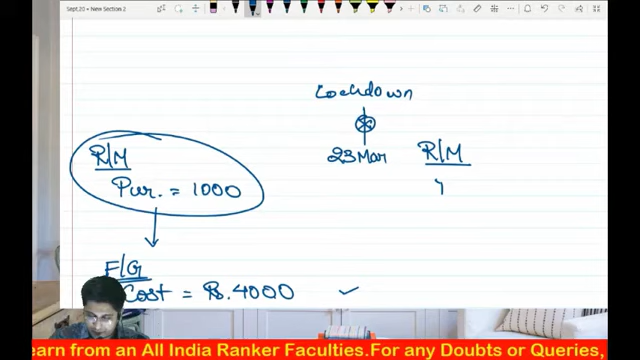 Sept.20 • New Section 2
Lockdown
23 Mar
R/M
R/M
Pur. = 1000
F/G
Cost = Rs. 4000
earn from an All India Ranker Faculties.For any Doubts or Queries,